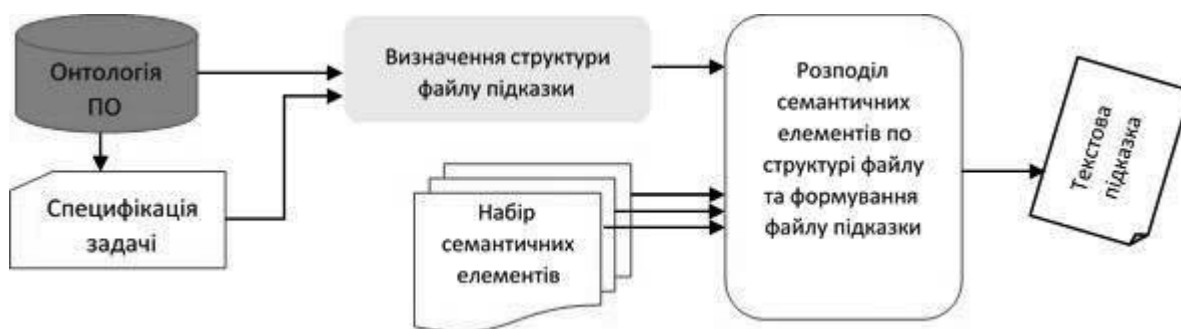 Онтологія
ПО
Специфікація
задачі
Визначення структури
файлу підказки
Набір
семантичних
елементів
Розподіл
семантичних
елементів по
структурі файлу
та формування
файлу підказки
Текстова
підказка